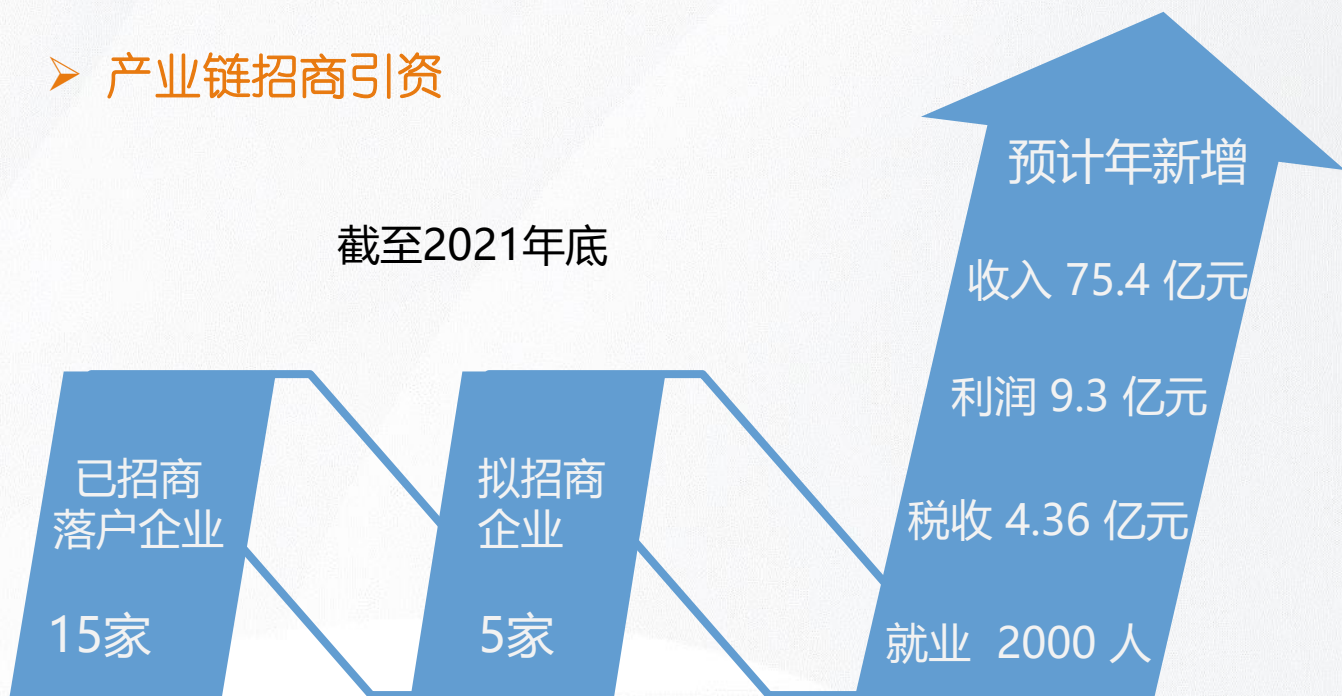 产业链招商引资
截至2021年底
已招商
落户企业
15家
拟招商
企业
5家
预计年新增
收入 75.4 亿元
利润 9.3 亿元
税收 4.36 亿元
就业 2000 人